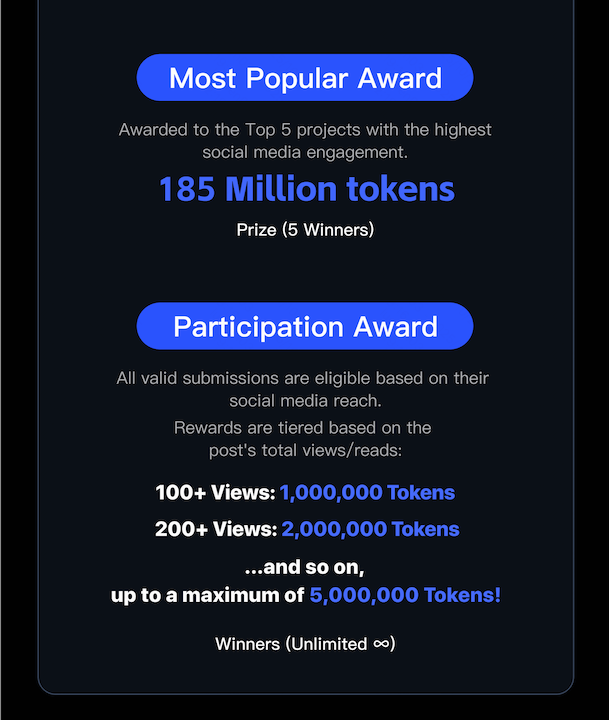 Most Popular Award
Awarded to the Top 5 projects with the highest
social media engagement.
185 Million tokens
Prize (5 Winners)
Participation Award
All valid submissions are eligible based on their
social media reach.
Rewards are tiered based on the
post's total views/reads:
100+ Views: 1,000,000 Tokens
200+ Views: 2,000,000 Tokens
...and so on,
up to a maximum of 5,000,000 Tokens!
Winners (Unlimited ∞)